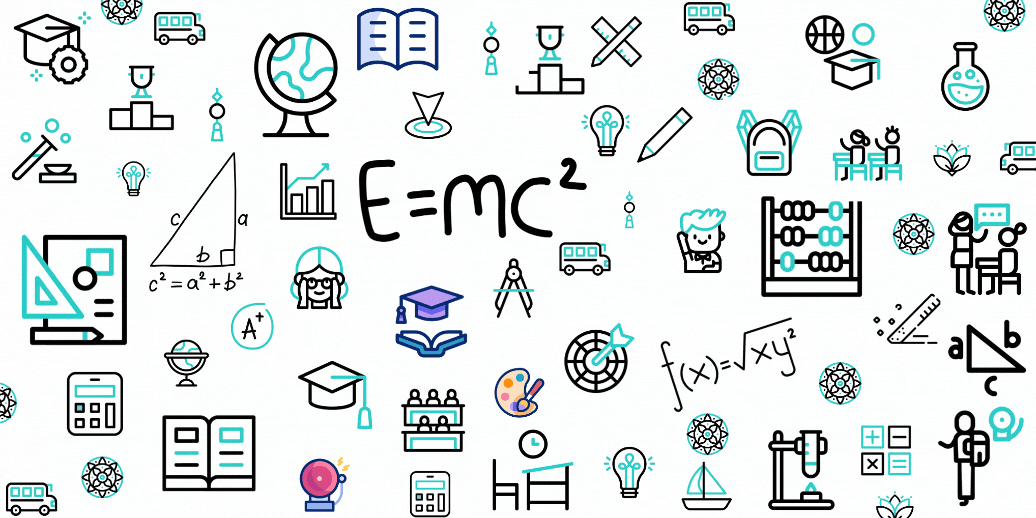 E=mc²
c
a
b
c²=a²+b²
A+
f(x)=√xy²
a
b
c
+ −
× =